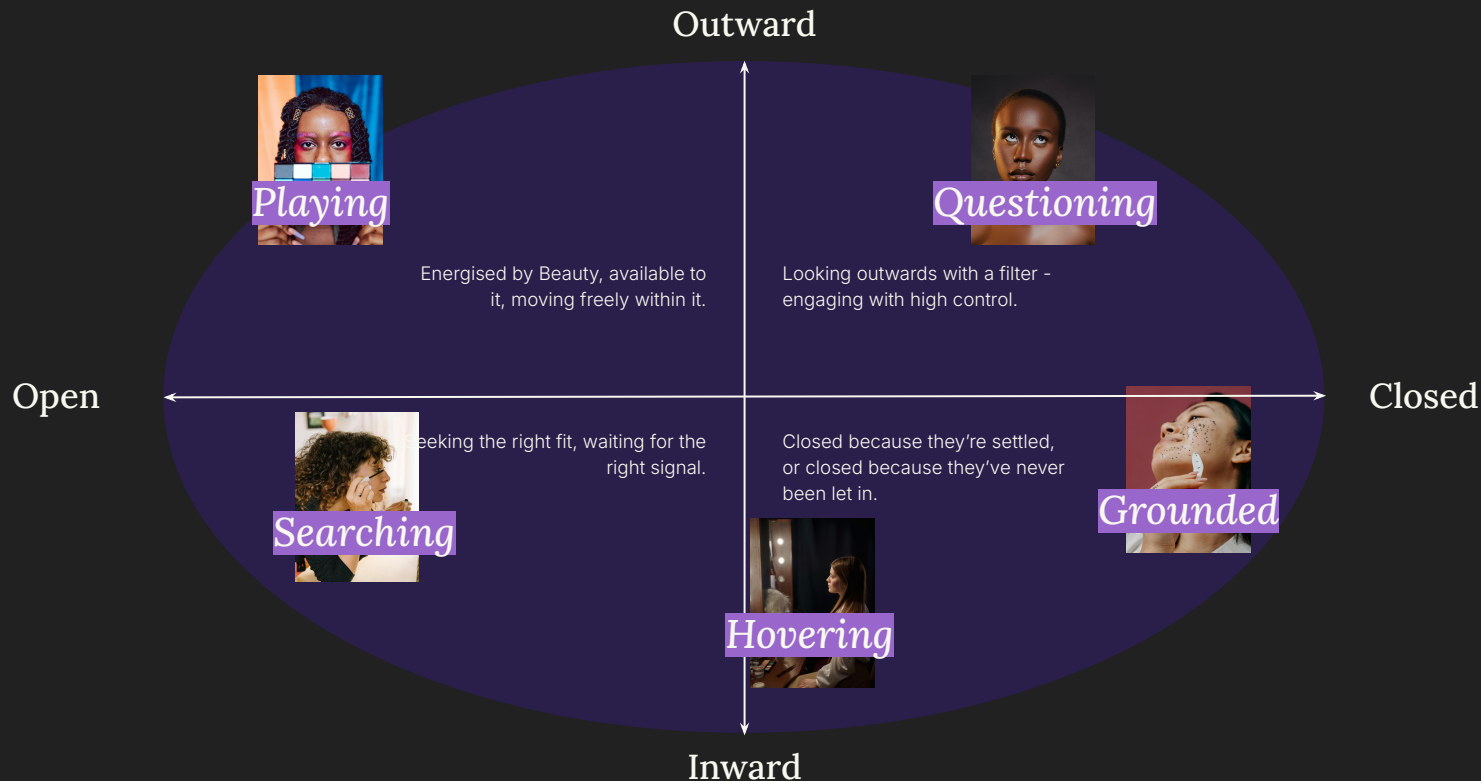 Outward
Playing
Questioning
Energised by Beauty, available to
it, moving freely within it.
Looking outwards with a filter -
engaging with high control.
Open
Closed
Seeking the right fit, waiting for the
right signal.
Closed because they’re settled,
or closed because they’ve never
been let in.
Searching
Grounded
Hovering
Inward